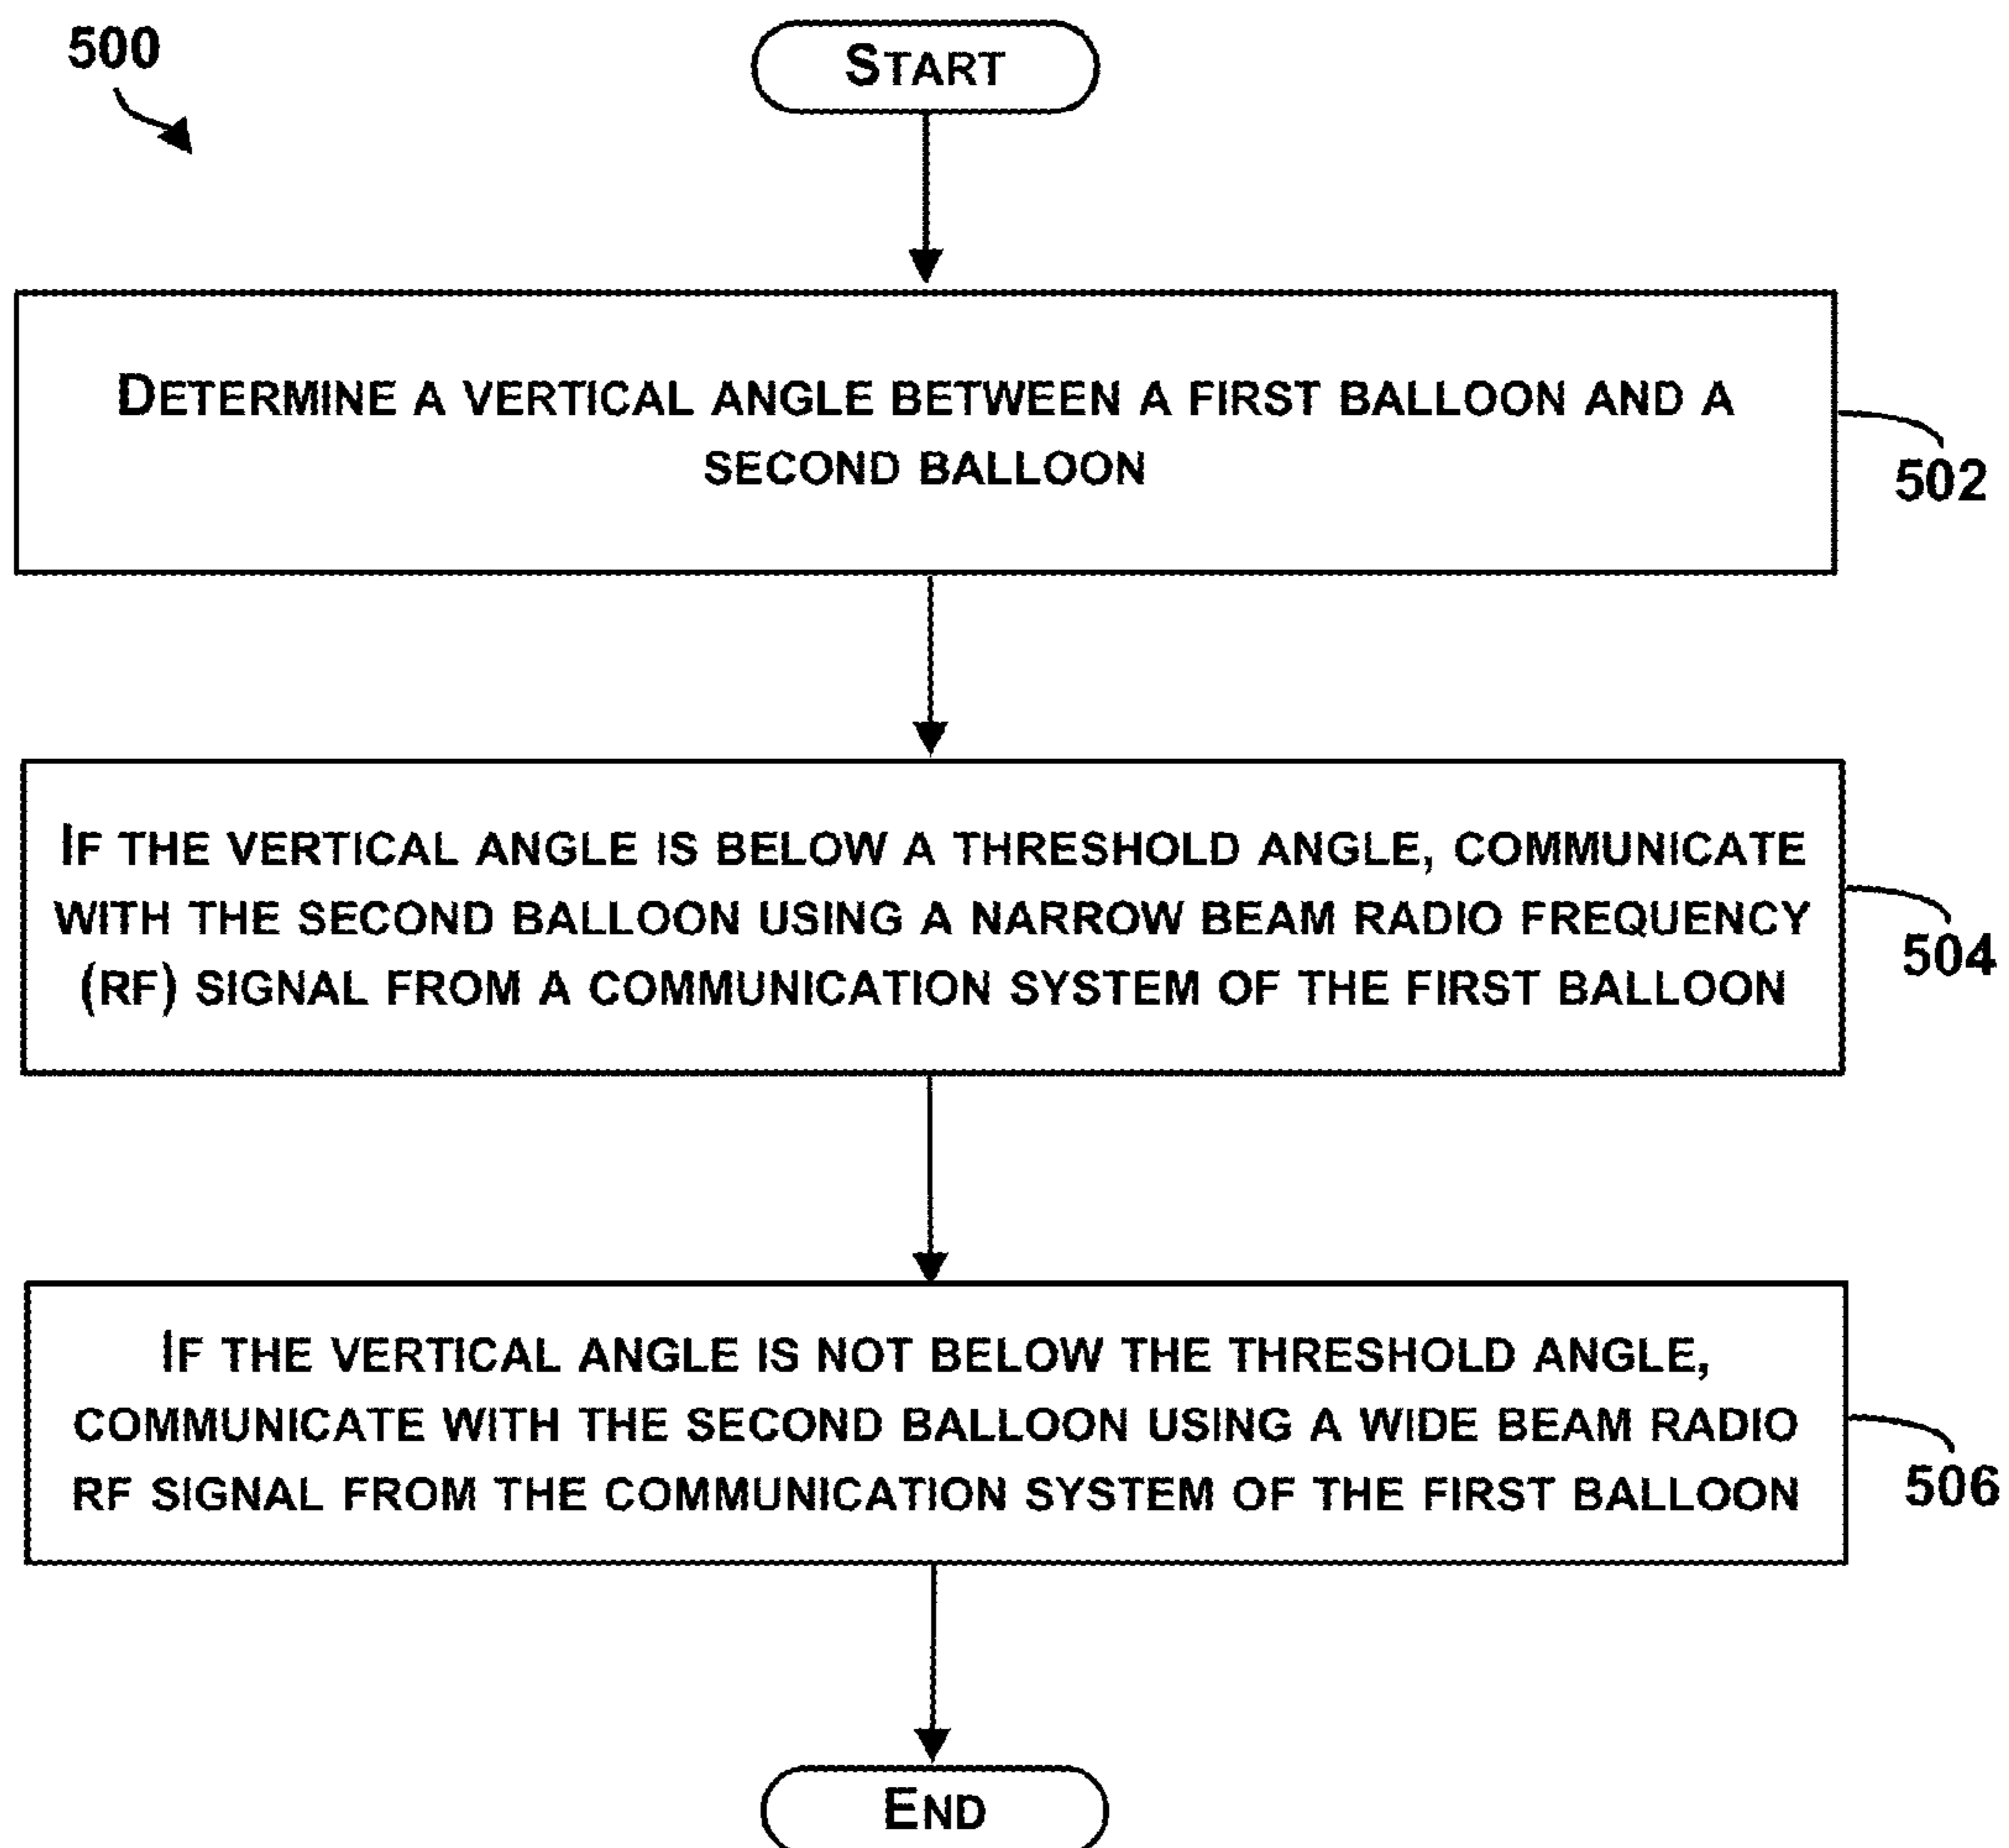 500
START
DETERMINE A VERTICAL ANGLE BETWEEN A FIRST BALLOON AND A
SECOND BALLOON
502
IF THE VERTICAL ANGLE IS BELOW A THRESHOLD ANGLE, COMMUNICATE
WITH THE SECOND BALLOON USING A NARROW BEAM RADIO FREQUENCY
(RF) SIGNAL FROM A COMMUNICATION SYSTEM OF THE FIRST BALLOON
504
IF THE VERTICAL ANGLE IS NOT BELOW THE THRESHOLD ANGLE,
COMMUNICATE WITH THE SECOND BALLOON USING A WIDE BEAM RADIO
RF SIGNAL FROM THE COMMUNICATION SYSTEM OF THE FIRST BALLOON
506
END